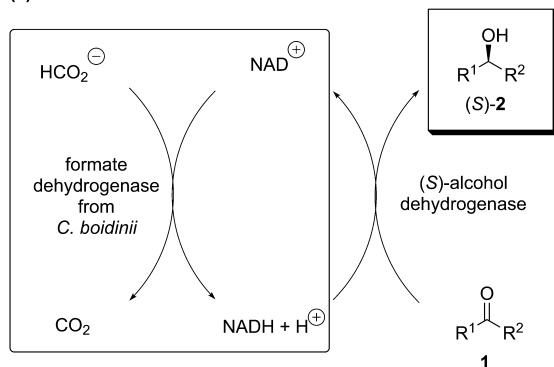 OH
HCO2⊖
NAD⊕
R1 R2
(S)-2
formate
dehydrogenase
from
C. boidinii
(S)-alcohol
dehydrogenase
O
CO2
NADH + H⊕
R1 R2
1